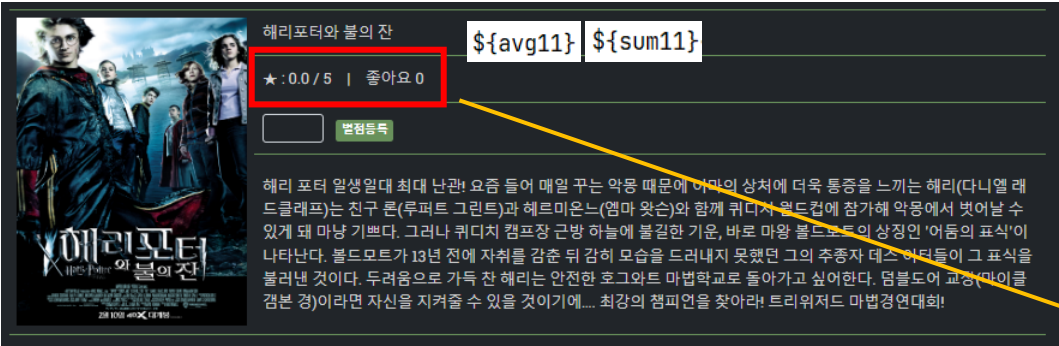 해리포터와 불의 잔
${avg11} ${sum11}
★ : 0.0 / 5 | 좋아요 0
별점등록
해리 포터 일생일대 최대 난관! 요즘 들어 매일 꾸는 악몽 때문에 이마의 상처에 더욱 통증을 느끼는 해리(다니엘 래
드클래프)는 친구 론(루퍼트 그린트)과 헤르미온느(엠마 왓슨)와 함께 퀴디치 월드컵에 참가해 악몽에서 벗어날 수
있게 돼 마냥 기쁘다. 그러나 퀴디치 캠프장 근방 하늘에 불길한 기운, 바로 마왕 볼드모트의 상징인 '어둠의 표식'이
나타난다. 볼드모트가 13년 전에 자취를 감춘 뒤 감히 모습을 드러내지 못했던 그의 추종자 데스 이터들이 그 표식을
불러낸 것이다. 두려움으로 가득 찬 해리는 안전한 호그와트 마법학교로 돌아가고 싶어한다. 덤블도어 교장(마이클
갬본 경)이라면 자신을 지켜줄 수 있을 것이기에.... 최강의 챔피언을 찾아라! 트리위저드 마법경연대회!
해리포터
와 불의 잔
2월 10일 4DX 대개봉